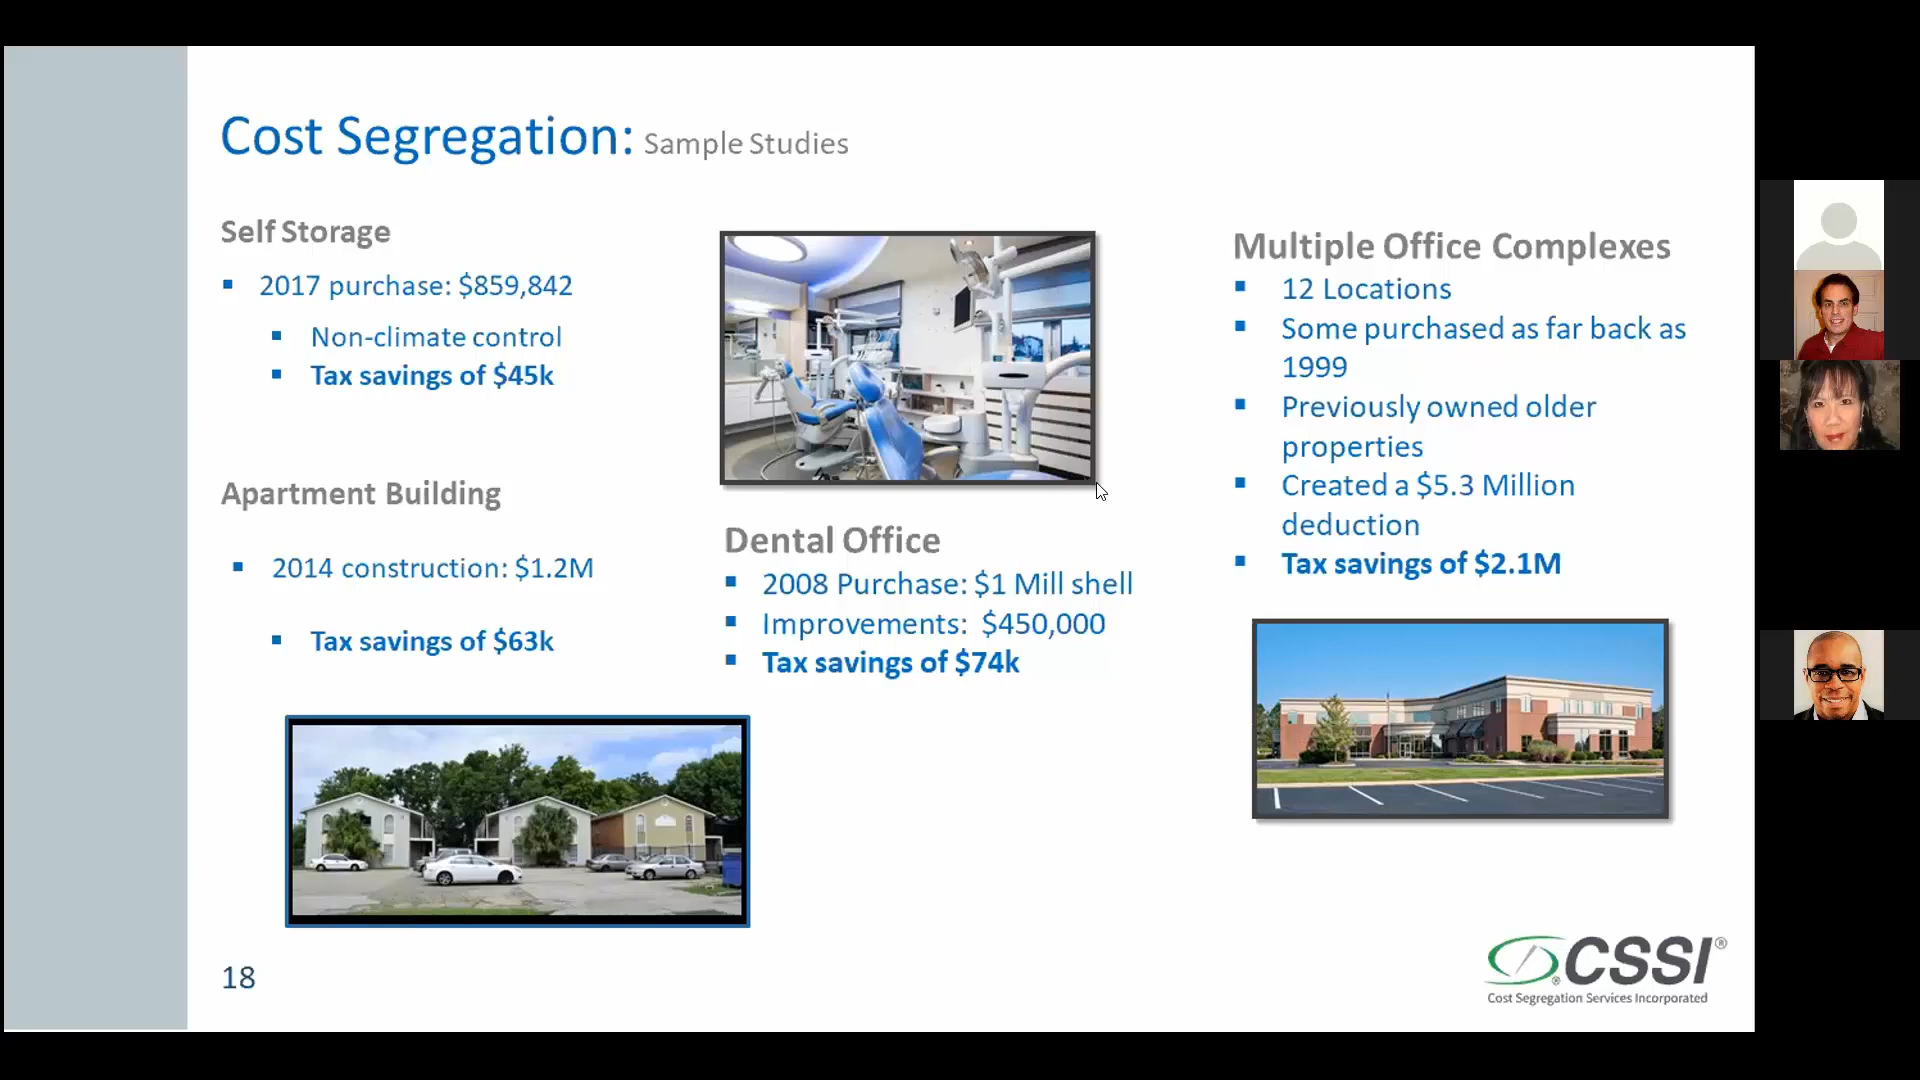 Cost Segregation: Sample Studies
Self Storage
2017 purchase: $859,842
Non-climate control
Tax savings of $45k
Apartment Building
2014 construction: $1.2M
Tax savings of $63k
Dental Office
2008 Purchase: $1 Mill shell
Improvements: $450,000
Tax savings of $74k
Multiple Office Complexes
12 Locations
Some purchased as far back as
1999
Previously owned older
properties
Created a $5.3 Million
deduction
Tax savings of $2.1M
18
CSSI®
Cost Segregation Services Incorporated